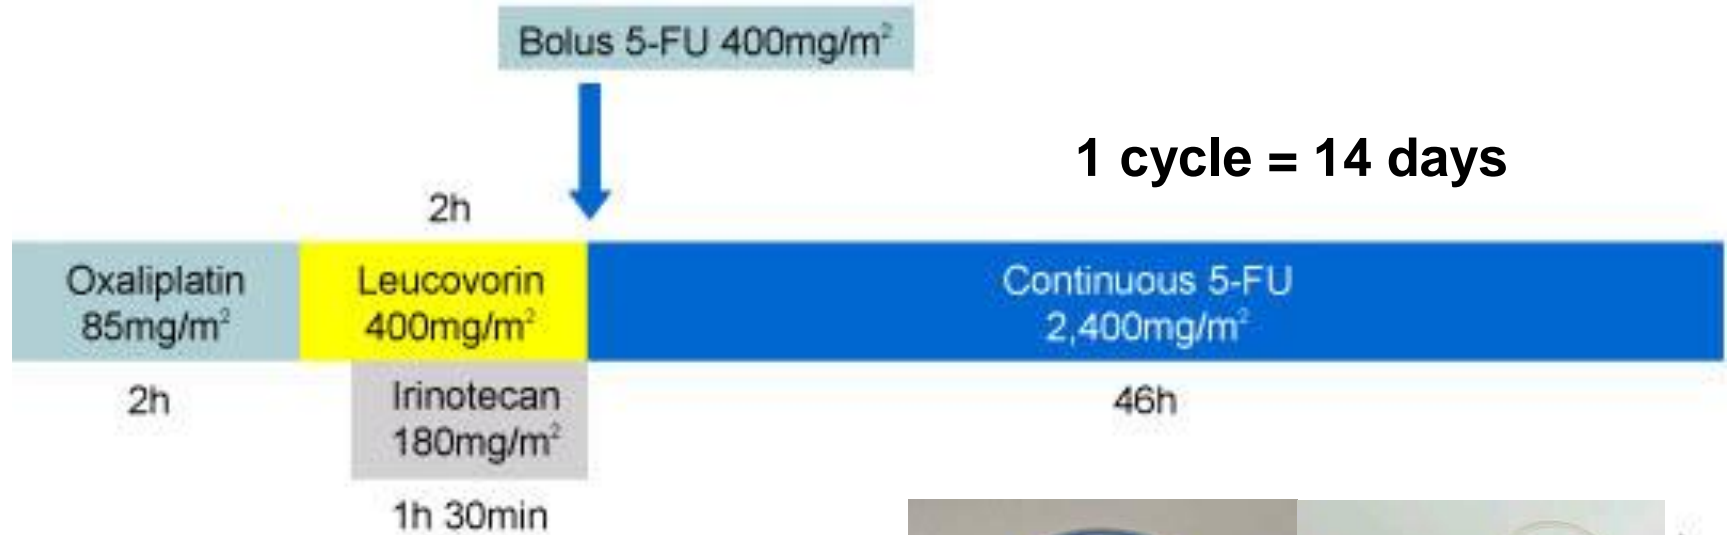 Bolus 5-FU 400mg/m²
1 cycle = 14 days
2h
Oxaliplatin
85mg/m²
Leucovorin
400mg/m²
Continuous 5-FU
2,400mg/m²
2h
Irinotecan
180mg/m²
46h
1h 30min